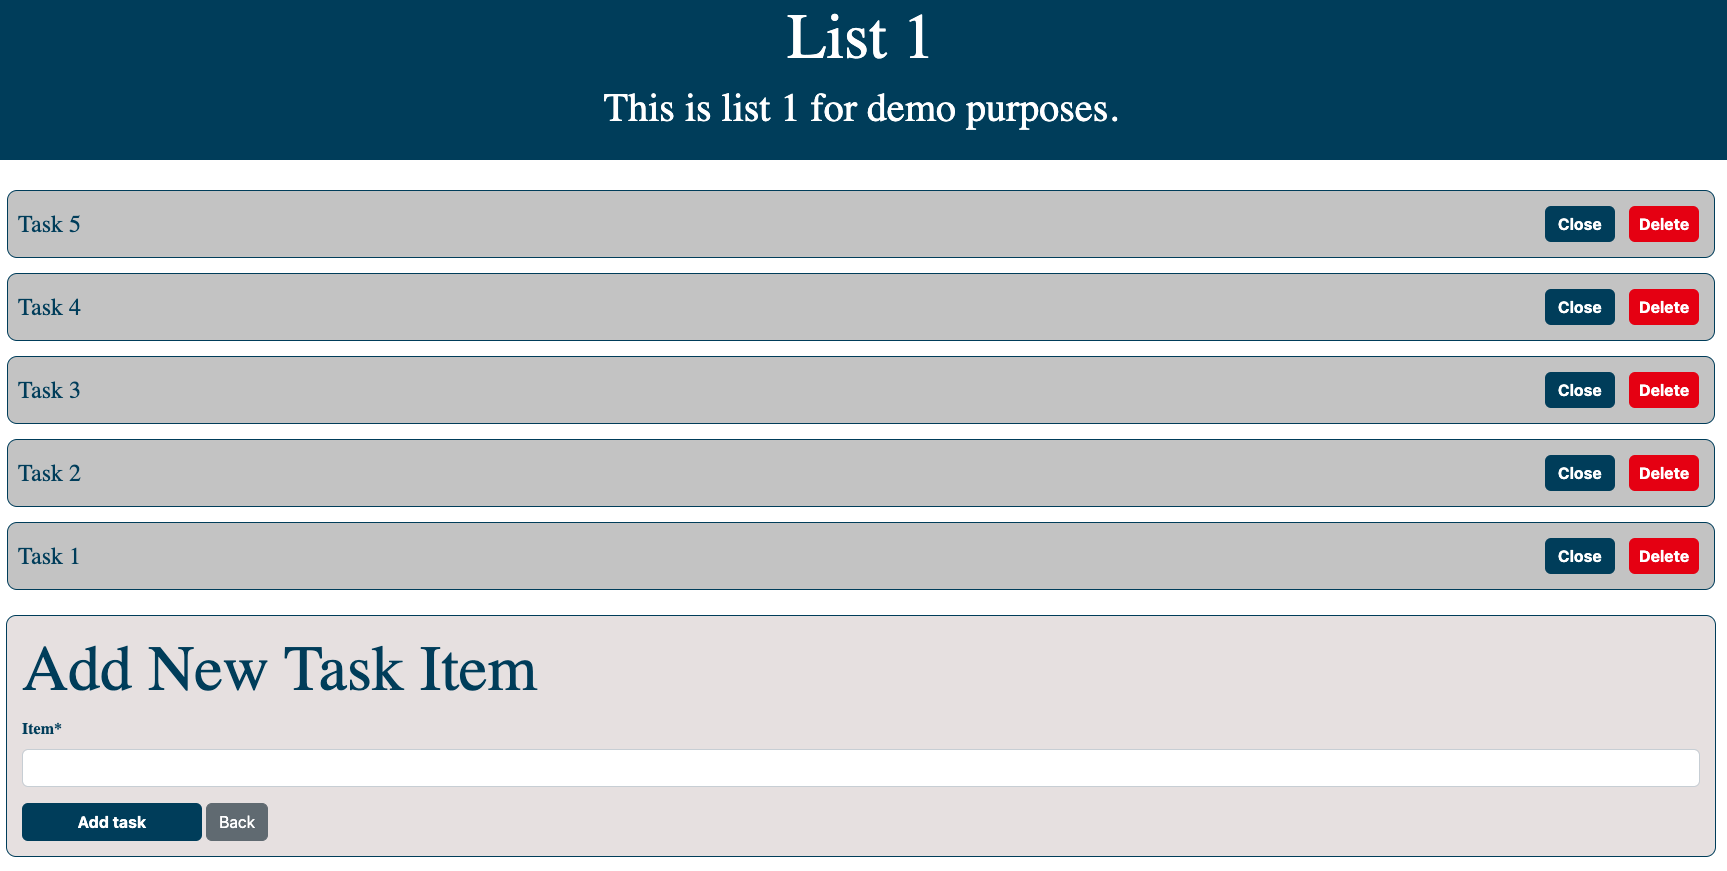 List 1
This is list 1 for demo purposes.
Task 5 Close Delete
Task 4 Close Delete
Task 3 Close Delete
Task 2 Close Delete
Task 1 Close Delete
Add New Task Item
Item*
Add task Back